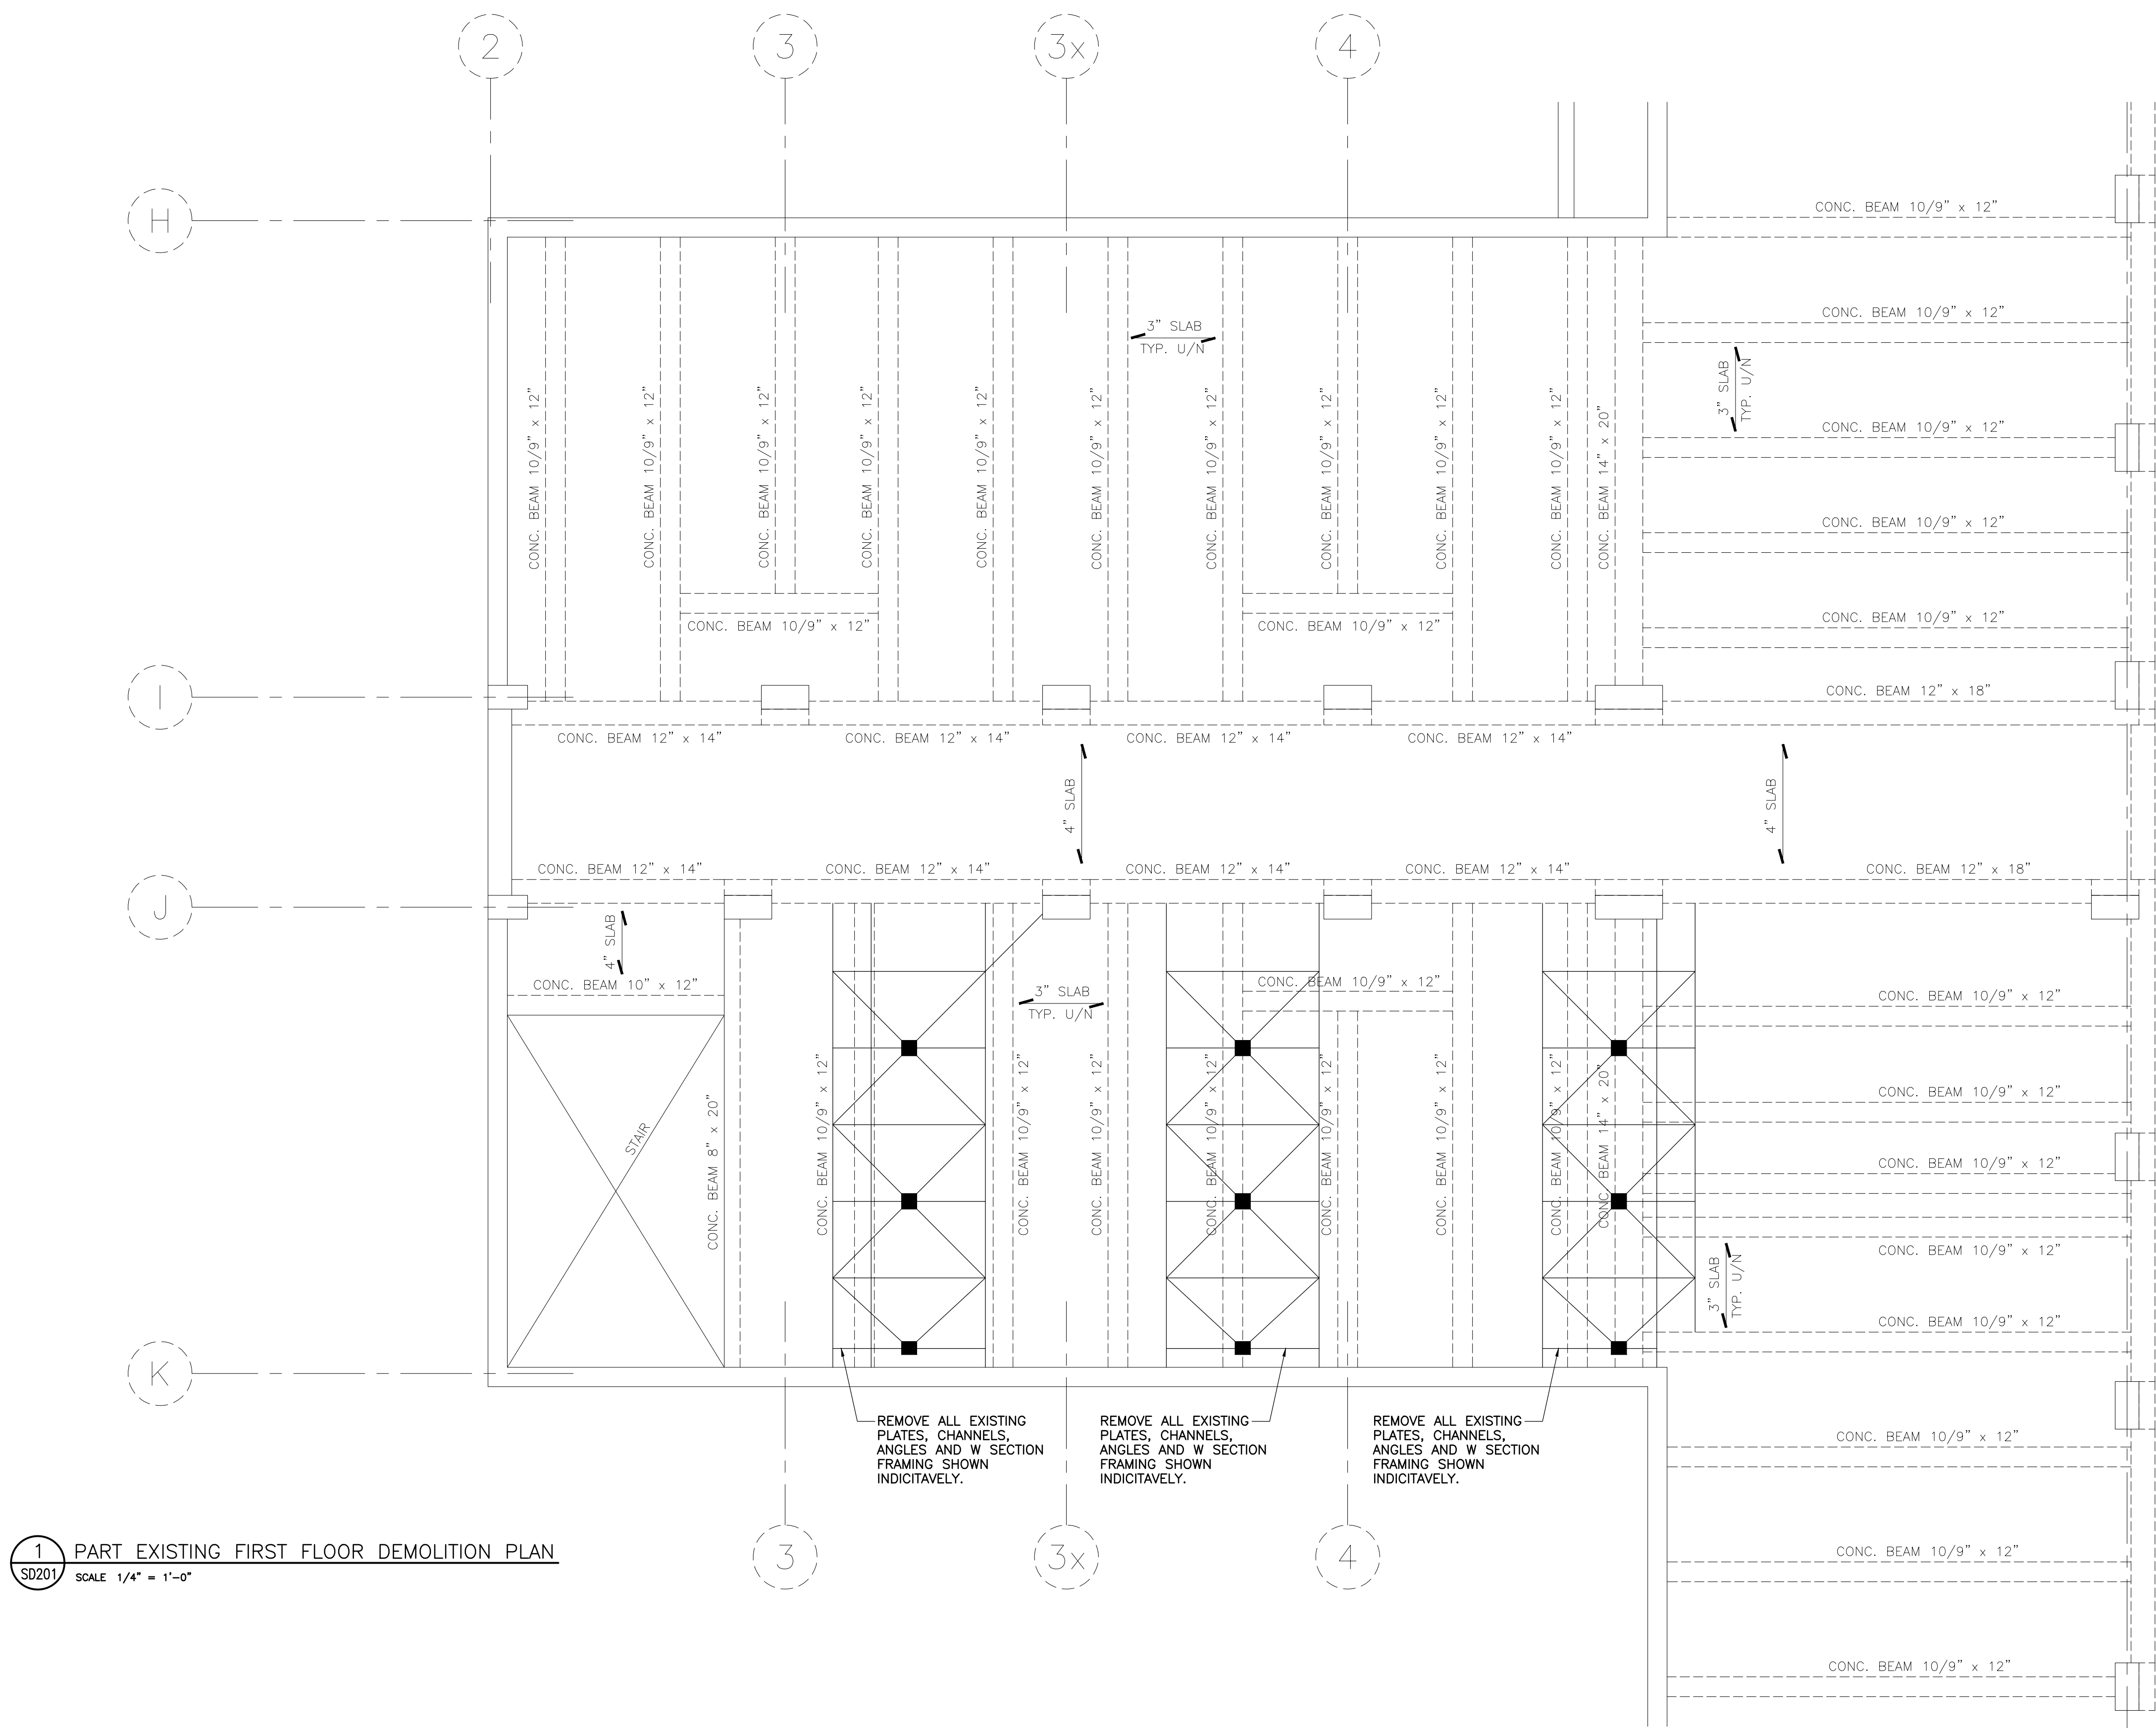 2
3
3x
4
H
CONC. BEAM 10/9" x 12"
CONC. BEAM 10/9" x 12"
3" SLAB
TYP. U/N
3" SLAB
TYP. U/N
CONC. BEAM 10/9" x 12"
CONC. BEAM 10/9" x 12"
CONC. BEAM 10/9" x 12"
CONC. BEAM 10/9" x 12"
CONC. BEAM 10/9" x 12"
CONC. BEAM 10/9" x 12"
CONC. BEAM 10/9" x 12"
CONC. BEAM 10/9" x 12"
CONC. BEAM 10/9" x 12"
CONC. BEAM 10/9" x 12"
CONC. BEAM 10/9" x 12"
CONC. BEAM 14" x 20"
CONC. BEAM 10/9" x 12"
CONC. BEAM 10/9" x 12"
CONC. BEAM 10/9" x 12"
CONC. BEAM 10/9" x 12"
CONC. BEAM 10/9" x 12"
I
CONC. BEAM 12" x 18"
CONC. BEAM 12" x 14"
CONC. BEAM 12" x 14"
CONC. BEAM 12" x 14"
CONC. BEAM 12" x 14"
4" SLAB
4" SLAB
CONC. BEAM 12" x 14"
CONC. BEAM 12" x 14"
CONC. BEAM 12" x 14"
CONC. BEAM 12" x 14"
CONC. BEAM 12" x 18"
J
4" SLAB
CONC. BEAM 10" x 12"
3" SLAB
TYP. U/N
CONC. BEAM 10/9" x 12"
CONC. BEAM 10/9" x 12"
STAIR
CONC. BEAM 8" x 20"
CONC. BEAM 10/9" x 12"
CONC. BEAM 10/9" x 12"
CONC. BEAM 10/9" x 12"
CONC. BEAM 10/9" x 12"
CONC. BEAM 10/9" x 12"
CONC. BEAM 10/9" x 12"
CONC. BEAM 10/9" x 12"
CONC. BEAM 14" x 20"
CONC. BEAM 10/9" x 12"
CONC. BEAM 10/9" x 12"
CONC. BEAM 10/9" x 12"
3" SLAB
TYP. U/N
CONC. BEAM 10/9" x 12"
K
REMOVE ALL EXISTING
PLATES, CHANNELS,
ANGLES AND W SECTION
FRAMING SHOWN
INDICITAVELY.
REMOVE ALL EXISTING
PLATES, CHANNELS,
ANGLES AND W SECTION
FRAMING SHOWN
INDICITAVELY.
REMOVE ALL EXISTING
PLATES, CHANNELS,
ANGLES AND W SECTION
FRAMING SHOWN
INDICITAVELY.
CONC. BEAM 10/9" x 12"
CONC. BEAM 10/9" x 12"
CONC. BEAM 10/9" x 12"
3
3x
4
1
SD201
PART EXISTING FIRST FLOOR DEMOLITION PLAN
SCALE 1/4" = 1'-0"